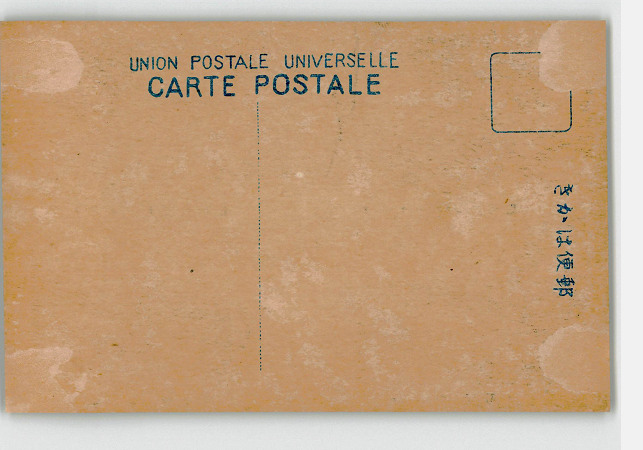 UNION POSTALE UNIVERSELLE
CARTE POSTALE
郵便はかき